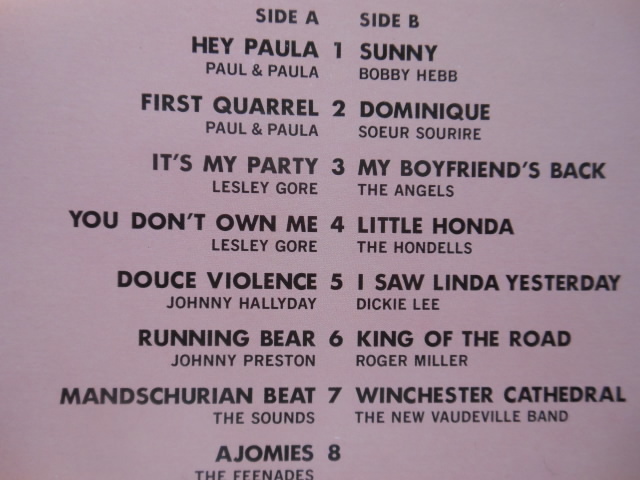 SIDE A SIDE B
HEY PAULA 1 SUNNY
PAUL & PAULA BOBBY HEBB
FIRST QUARREL 2 DOMINIQUE
PAUL & PAULA SOEUR SOURIRE
IT'S MY PARTY 3 MY BOYFRIEND'S BACK
LESLEY GORE THE ANGELS
YOU DON'T OWN ME 4 LITTLE HONDA
LESLEY GORE THE HONDELLS
DOUCE VIOLENCE 5 I SAW LINDA YESTERDAY
JOHNNY HALLYDAY DICKIE LEE
RUNNING BEAR 6 KING OF THE ROAD
JOHNNY PRESTON ROGER MILLER
MANDSCHURIAN BEAT 7 WINCHESTER CATHEDRAL
THE SOUNDS THE NEW VAUDEVILLE BAND
AJOMIES 8
THE FEENADES